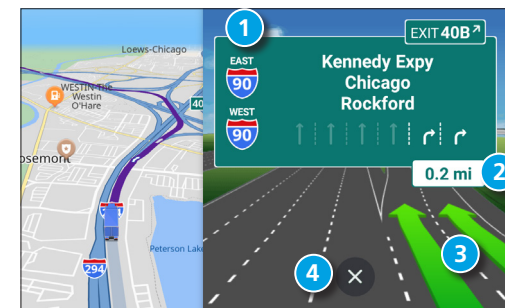 Loews-Chicago
WESTIN-The
Westin
O'Hare
40
osemont
294
Peterson Lake
1
EXIT 40B
EAST
90
WEST
90
Kennedy Expy
Chicago
Rockford
0.2 mi
2
3
4